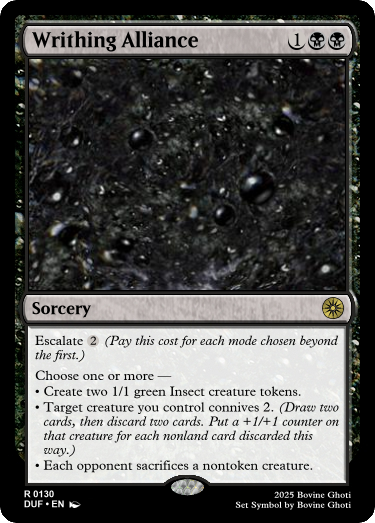 Writhing Alliance 1
Sorcery
Escalate 2 (Pay this cost for each mode chosen beyond
the first.)
Choose one or more —
• Create two 1/1 green Insect creature tokens.
• Target creature you control connives 2. (Draw two
cards, then discard two cards. Put a +1/+1 counter on
that creature for each nonland card discarded this
way.)
• Each opponent sacrifices a nontoken creature.
R 0130
DUF • EN
2025 Bovine Ghoti
Set Symbol by Bovine Ghoti